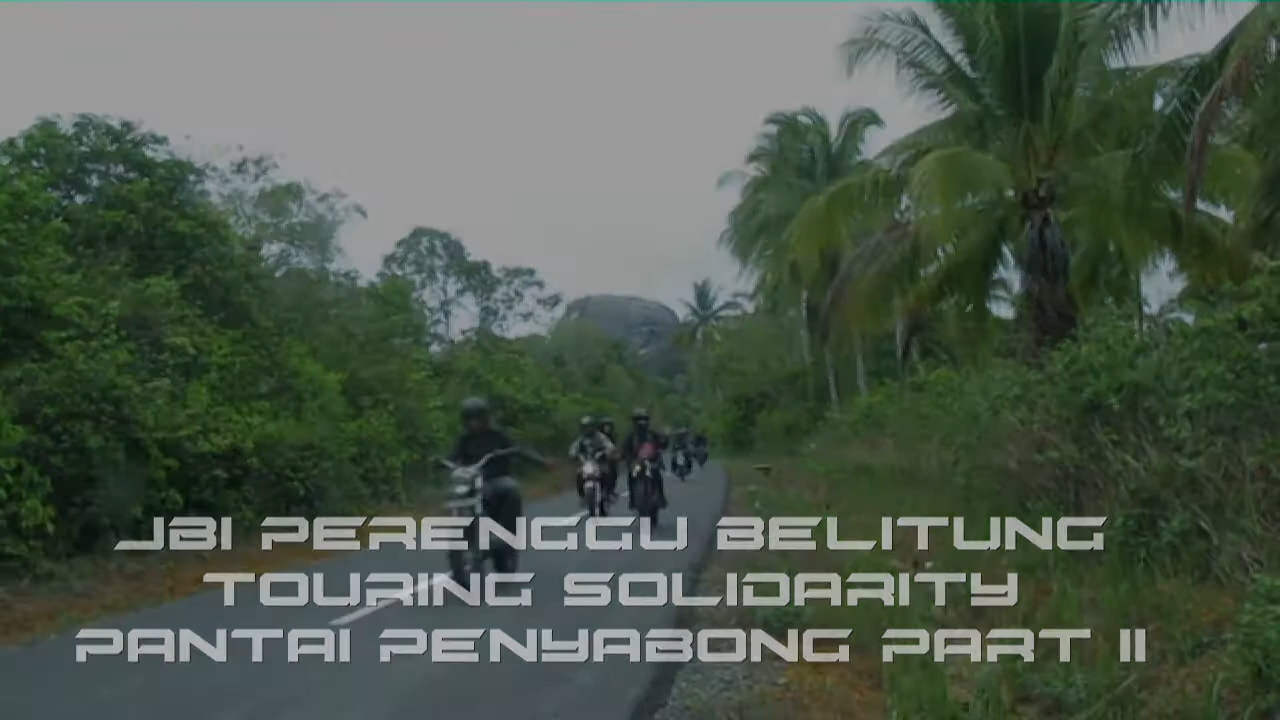 JBI PERENGGU BELITUNG
TOURING SOLIDARITY
PANTAI PENYABONG PART II